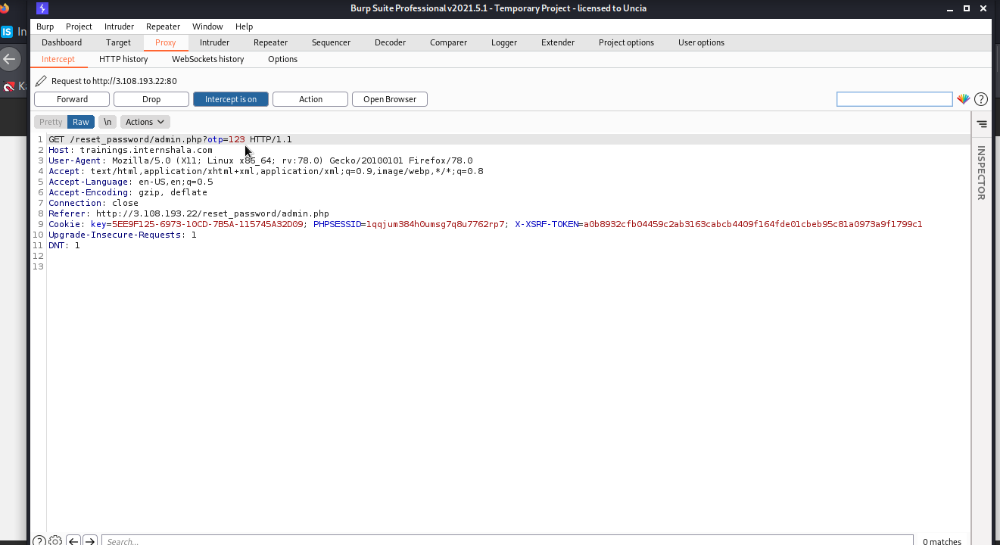 Burp Suite Professional v2021.5.1 - Temporary Project - licensed to Uncia
Burp Project Intruder Repeater Window Help
Dashboard Target Proxy Intruder Repeater Sequencer Decoder Comparer Logger Extender Project options User options
Intercept HTTP history WebSockets history Options
Request to http://3.108.193.22:80
Forward Drop Intercept is on Action Open Browser
Pretty Raw \n Actions
1 GET /reset_password/admin.php?otp=123 HTTP/1.1
2 Host: trainings.internshala.com
3 User-Agent: Mozilla/5.0 (X11; Linux x86_64; rv:78.0) Gecko/20100101 Firefox/78.0
4 Accept: text/html,application/xhtml+xml,application/xml;q=0.9,image/webp,*/*;q=0.8
5 Accept-Language: en-US,en;q=0.5
6 Accept-Encoding: gzip, deflate
7 Connection: close
8 Referer: http://3.108.193.22/reset_password/admin.php
9 Cookie: key=5EE9F125-6973-10CD-7B5A-115745A32D09; PHPSESSID=1qqjum384h0umsg7q8u7762rp7; X-XSRF-TOKEN=a0b8932cfb04459c2ab3163cabcb4409f164fde01cbeb95c81a0973a9f1799c1
10 Upgrade-Insecure-Requests: 1
11 DNT: 1
12
13
INSPECTOR
Search...
0 matches
IS In